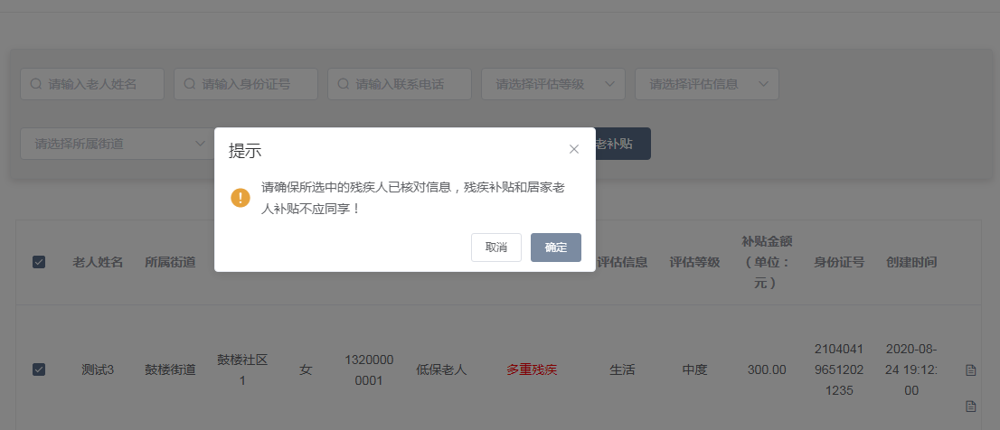 请输入老人姓名
请输入身份证号
请输入联系电话
请选择评估等级
请选择评估信息
请选择所属街道
老补贴
提示
请确保所选中的残疾人已核对信息，残疾补贴和居家老
人补贴不应同享！
取消
确定
老人姓名
所属街道
评估信息
评估等级
补贴金额
（单位：
元）
身份证号
创建时间
测试3
鼓楼街道
鼓楼社区
1
女
1320000
0001
低保老人
多重残疾
生活
中度
300.00
2104041
9651202
1235
2020-08-
24 19:12:
00